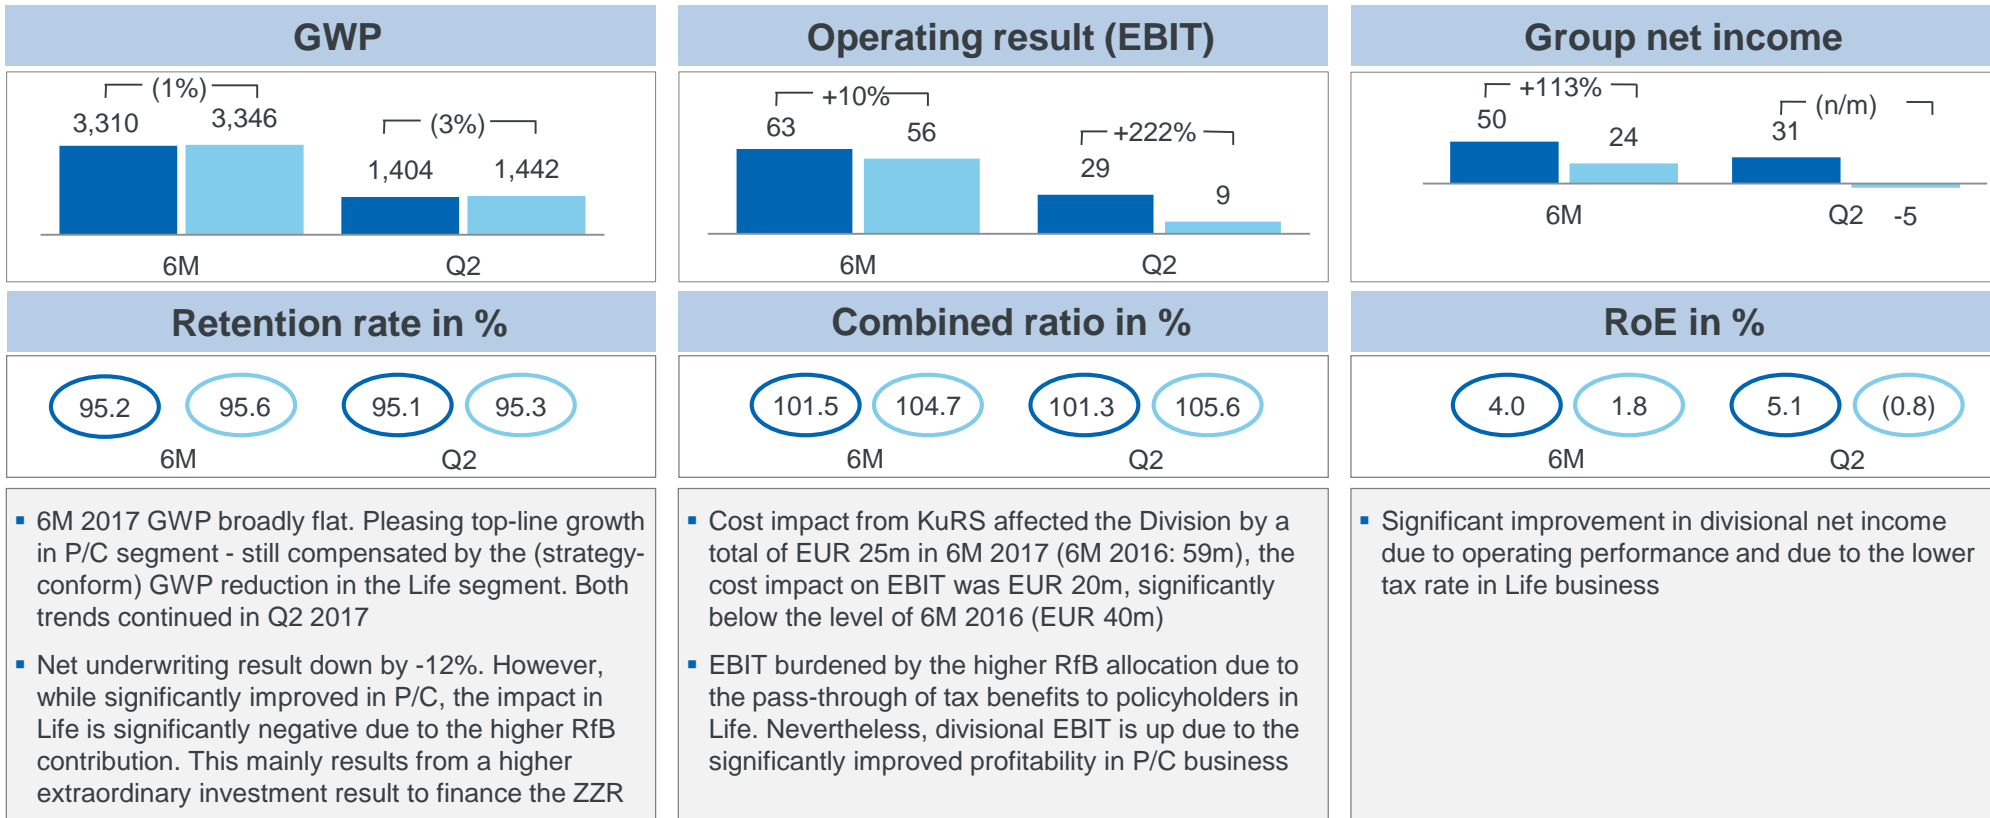 GWP
(1%)
3,310
3,346
(3%)
1,404
1,442
6M
Q2
Operating result (EBIT)
+10%
63
56
+222%
29
9
6M
Q2
Group net income
+113%
50
24
(n/m)
31
6M
Q2
-5
Retention rate in %
95.2
95.6
95.1
95.3
6M
Q2
Combined ratio in %
101.5
104.7
101.3
105.6
6M
Q2
RoE in %
4.0
1.8
5.1
(0.8)
6M
Q2
▪ 6M 2017 GWP broadly flat. Pleasing top-line growth
in P/C segment - still compensated by the (strategy-
conform) GWP reduction in the Life segment. Both
trends continued in Q2 2017
▪ Net underwriting result down by -12%. However,
while significantly improved in P/C, the impact in
Life is significantly negative due to the higher RfB
contribution. This mainly results from a higher
extraordinary investment result to finance the ZZR
▪ Cost impact from KuRS affected the Division by a
total of EUR 25m in 6M 2017 (6M 2016: 59m), the
cost impact on EBIT was EUR 20m, significantly
below the level of 6M 2016 (EUR 40m)
▪ EBIT burdened by the higher RfB allocation due to
the pass-through of tax benefits to policyholders in
Life. Nevertheless, divisional EBIT is up due to the
significantly improved profitability in P/C business
▪ Significant improvement in divisional net income
due to operating performance and due to the lower
tax rate in Life business